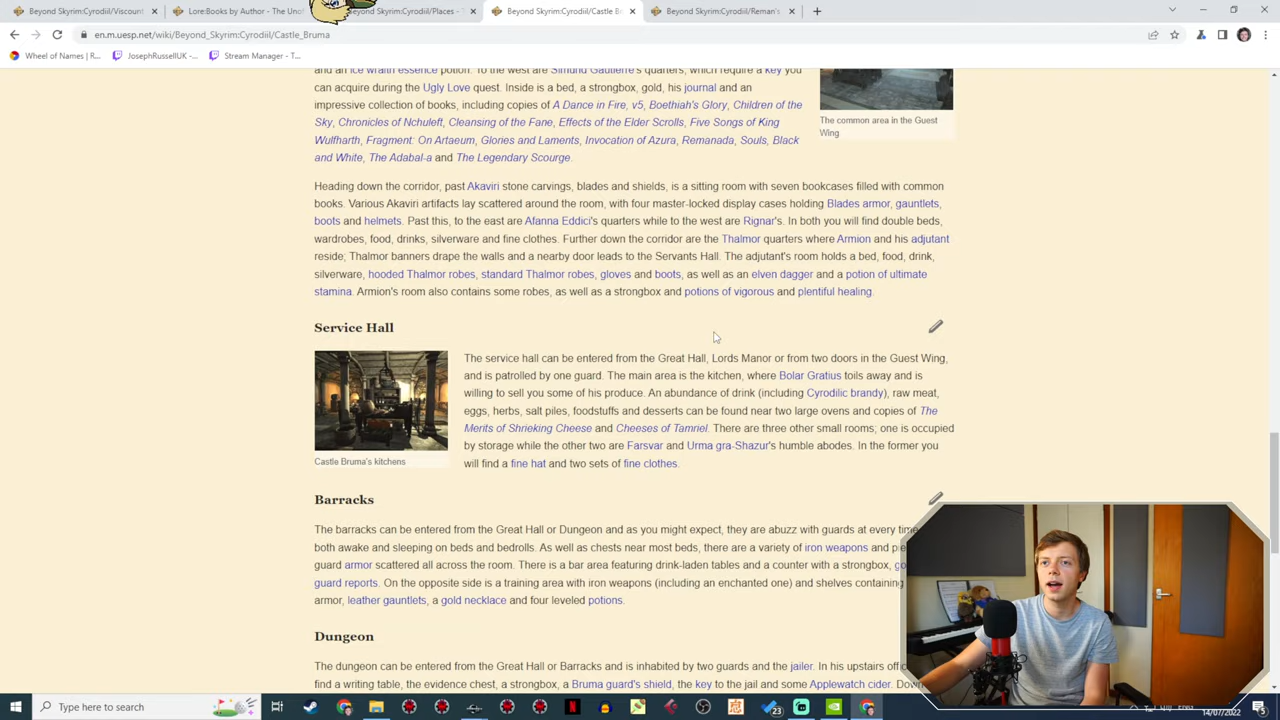 Beyond Skyrim:Cyrodiil/Viscount
Lore:Books by Author - The Uno
Beyond Skyrim:Cyrodiil/Places -
Beyond Skyrim:Cyrodiil/Castle B
Beyond Skyrim:Cyrodiil/Reman's
en.m.uesp.net/wiki/Beyond_Skyrim:Cyrodiil/Castle_Bruma
Wheel of Names | R...
JosephRussellUK -...
Stream Manager - T...
and an ice wraith essence potion. To the west are Simund Gautierre's quarters, which require a key you
can acquire during the Ugly Love quest. Inside is a bed, a strongbox, gold, his journal and an
impressive collection of books, including copies of A Dance in Fire, v5, Boethiah's Glory, Children of the
Sky, Chronicles of Nchuleft, Cleansing of the Fane, Effects of the Elder Scrolls, Five Songs of King
Wulfharth, Fragment: On Artaeum, Glories and Laments, Invocation of Azura, Remanada, Souls, Black
and White, The Adabal-a and The Legendary Scourge.
The common area in the Guest
Wing
Heading down the corridor, past Akaviri stone carvings, blades and shields, is a sitting room with seven bookcases filled with common
books. Various Akaviri artifacts lay scattered around the room, with four master-locked display cases holding Blades armor, gauntlets,
boots and helmets. Past this, to the east are Afanna Eddici's quarters while to the west are Rignar's. In both you will find double beds,
wardrobes, food, drinks, silverware and fine clothes. Further down the corridor are the Thalmor quarters where Armion and his adjutant
reside; Thalmor banners drape the walls and a nearby door leads to the Servants Hall. The adjutant's room holds a bed, food, drink,
silverware, hooded Thalmor robes, standard Thalmor robes, gloves and boots, as well as an elven dagger and a potion of ultimate
stamina. Armion's room also contains some robes, as well as a strongbox and potions of vigorous and plentiful healing.
Service Hall
The service hall can be entered from the Great Hall, Lords Manor or from two doors in the Guest Wing,
and is patrolled by one guard. The main area is the kitchen, where Bolar Gratius toils away and is
willing to sell you some of his produce. An abundance of drink (including Cyrodilic brandy), raw meat,
eggs, herbs, salt piles, foodstuffs and desserts can be found near two large ovens and copies of The
Merits of Shrieking Cheese and Cheeses of Tamriel. There are three other small rooms; one is occupied
by storage while the other two are Farsvar and Urma gra-Shazur's humble abodes. In the former you
will find a fine hat and two sets of fine clothes.
Castle Bruma's kitchens
Barracks
The barracks can be entered from the Great Hall or Dungeon and as you might expect, they are abuzz with guards at every time
both awake and sleeping on beds and bedrolls. As well as chests near most beds, there are a variety of iron weapons and pie
guard armor scattered all across the room. There is a bar area featuring drink-laden tables and a counter with a strongbox, go
guard reports. On the opposite side is a training area with iron weapons (including an enchanted one) and shelves containing
armor, leather gauntlets, a gold necklace and four leveled potions.
Dungeon
The dungeon can be entered from the Great Hall or Barracks and is inhabited by two guards and the jailer. In his upstairs off
find a writing table, the evidence chest, a strongbox, a Bruma guard's shield, the key to the jail and some Applewatch cider. Dow
Type here to search
23
14/07/2022